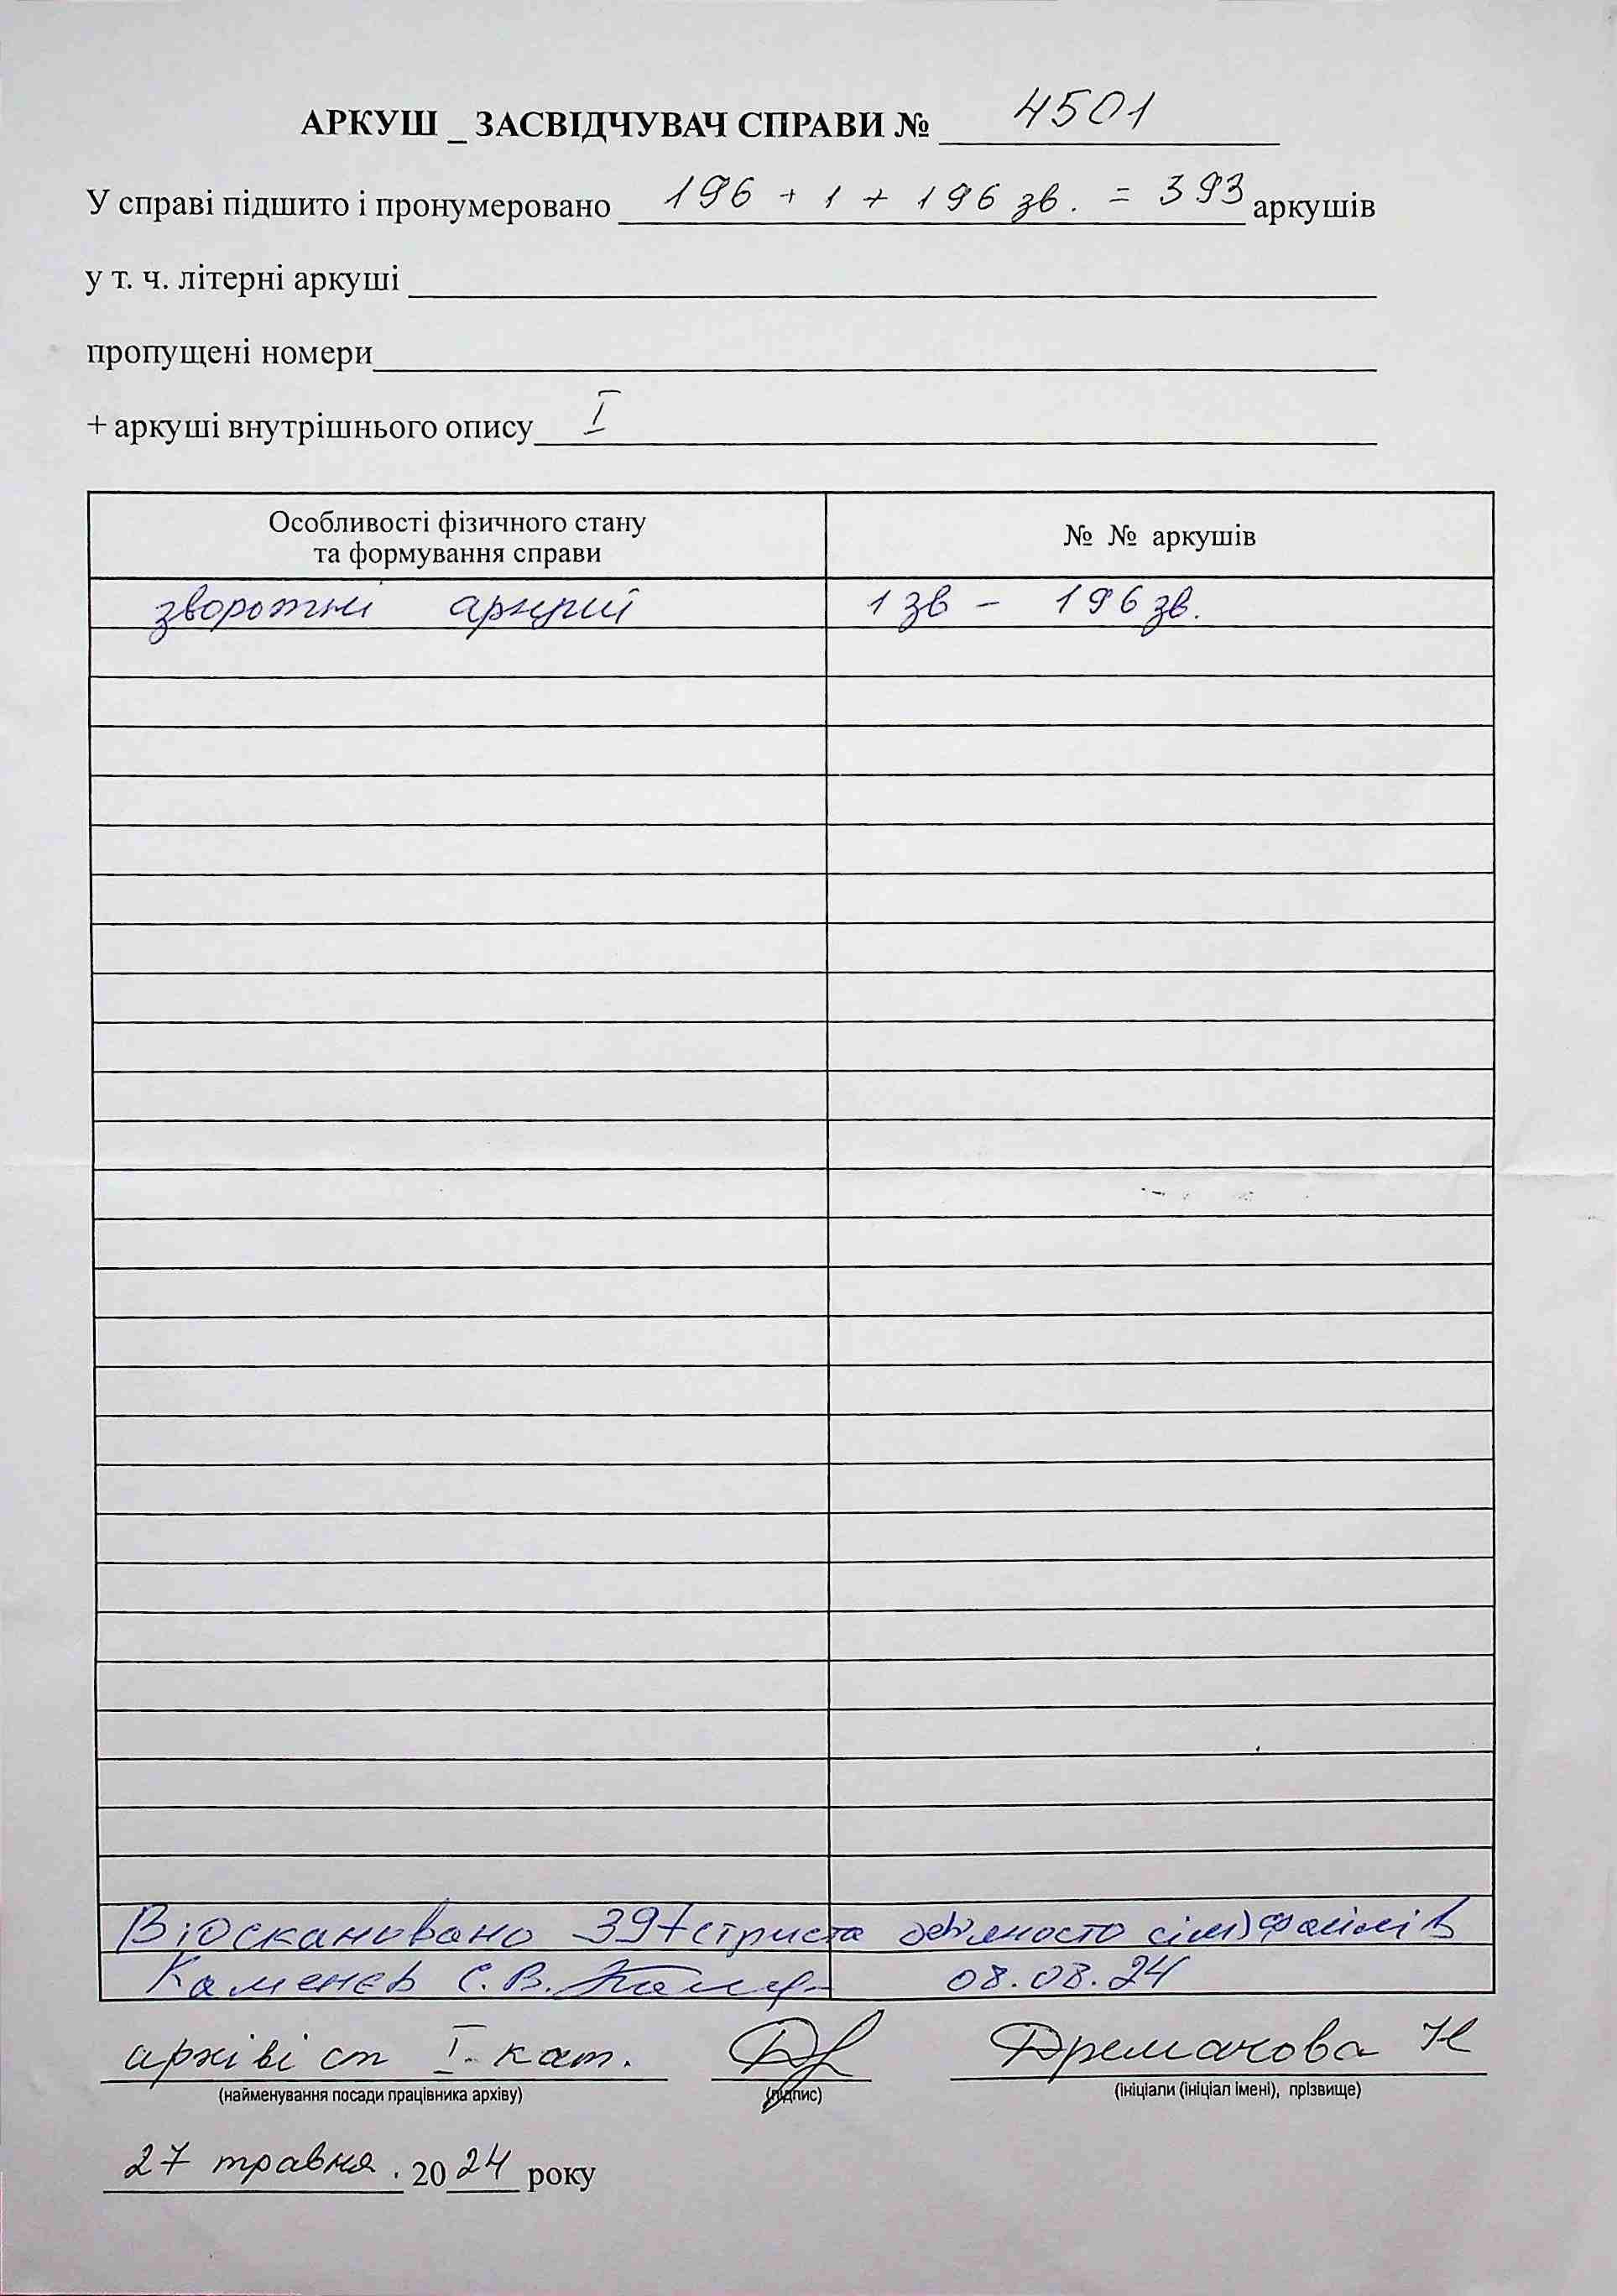 АРКУШ _ ЗАСВІДЧУВАЧ СПРАВИ № 4501
У справі підшито і пронумеровано 196 + 1 + 196 зв. = 393 аркушів
у т. ч. літерні аркуші
пропущені номери
+ аркуші внутрішнього опису I
Особливості фізичного стану
та формування справи
№ № аркушів
зворотні аркуші 1 зв - 196 зв.
Відскановано 397 (триста дев'яносто сім) файлів
Каменєв С.В. 08.08.24
архівіст I кат. Дремачова Н
(найменування посади працівника архіву) (підпис) (ініціали (ініціал імені), прізвище)
27 травня . 2024 року